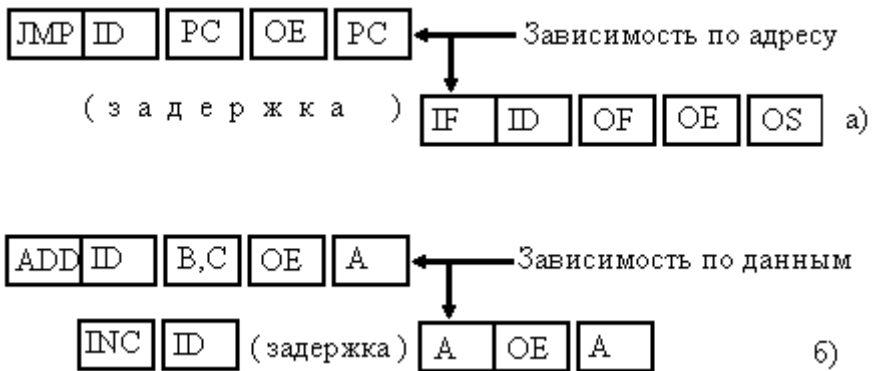 JMP ID PC OE PC Зависимость по адресу
( з а д е р ж к а ) IF ID OF OE OS а)
ADD ID B,C OE A Зависимость по данным
INC ID (задержка) A OE A б)